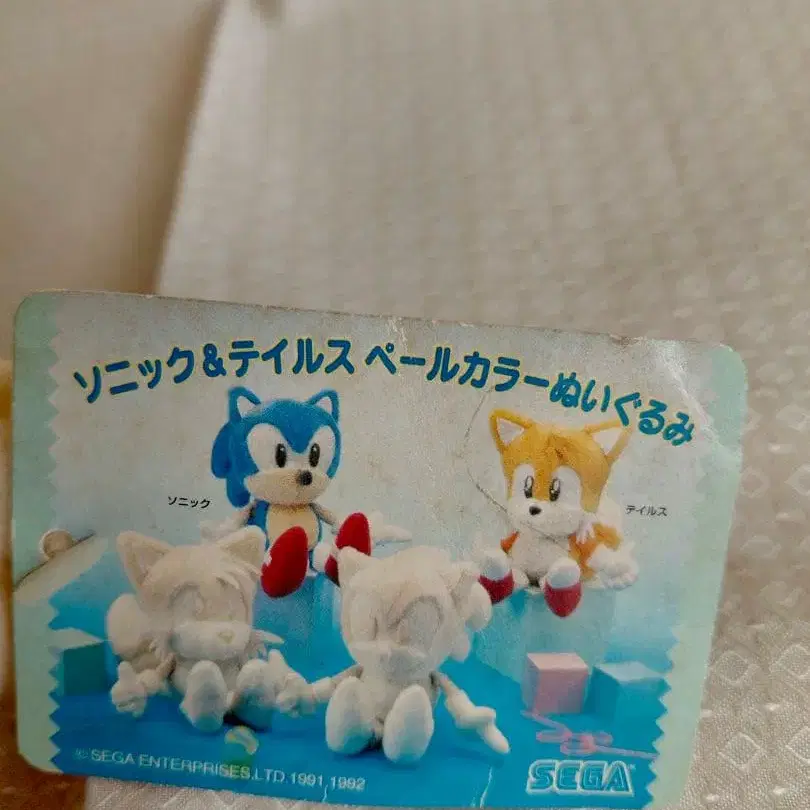 ソニック&テイルス ペールカラーぬいぐるみ
ソニック
テイルス
© SEGA ENTERPRISES,LTD.1991,1992
SEGA